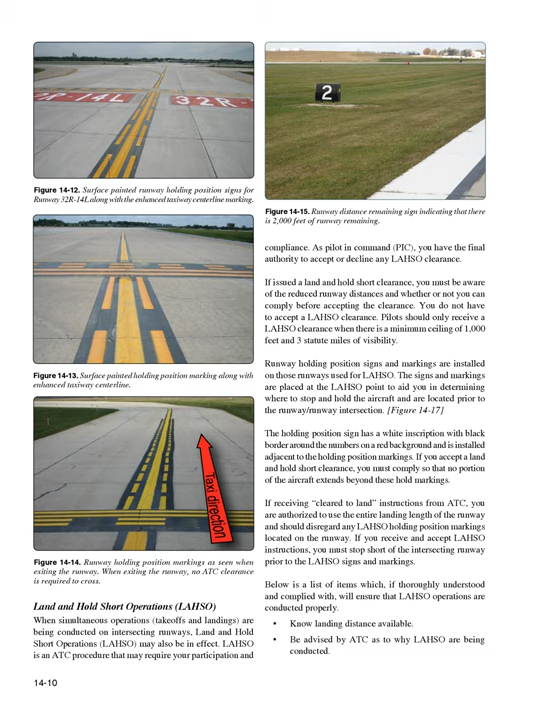 2R-14L 32R-
Figure 14-12. Surface painted runway holding position signs for
Runway 32R-14L along with the enhanced taxiway centerline marking.
Figure 14-13. Surface painted holding position marking along with
enhanced taxiway centerline.
Taxi direction
Figure 14-14. Runway holding position markings as seen when
exiting the runway. When exiting the runway, no ATC clearance
is required to cross.
Land and Hold Short Operations (LAHSO)
When simultaneous operations (takeoffs and landings) are
being conducted on intersecting runways, Land and Hold
Short Operations (LAHSO) may also be in effect. LAHSO
is an ATC procedure that may require your participation and
2
Figure 14-15. Runway distance remaining sign indicating that there
is 2,000 feet of runway remaining.
compliance. As pilot in command (PIC), you have the final
authority to accept or decline any LAHSO clearance.
If issued a land and hold short clearance, you must be aware
of the reduced runway distances and whether or not you can
comply before accepting the clearance. You do not have
to accept a LAHSO clearance. Pilots should only receive a
LAHSO clearance when there is a minimum ceiling of 1,000
feet and 3 statute miles of visibility.
Runway holding position signs and markings are installed
on those runways used for LAHSO. The signs and markings
are placed at the LAHSO point to aid you in determining
where to stop and hold the aircraft and are located prior to
the runway/runway intersection. [Figure 14-17]
The holding position sign has a white inscription with black
border around the numbers on a red background and is installed
adjacent to the holding position markings. If you accept a land
and hold short clearance, you must comply so that no portion
of the aircraft extends beyond these hold markings.
If receiving “cleared to land” instructions from ATC, you
are authorized to use the entire landing length of the runway
and should disregard any LAHSO holding position markings
located on the runway. If you receive and accept LAHSO
instructions, you must stop short of the intersecting runway
prior to the LAHSO signs and markings.
Below is a list of items which, if thoroughly understood
and complied with, will ensure that LAHSO operations are
conducted properly.
• Know landing distance available.
• Be advised by ATC as to why LAHSO are being
conducted.
14-10